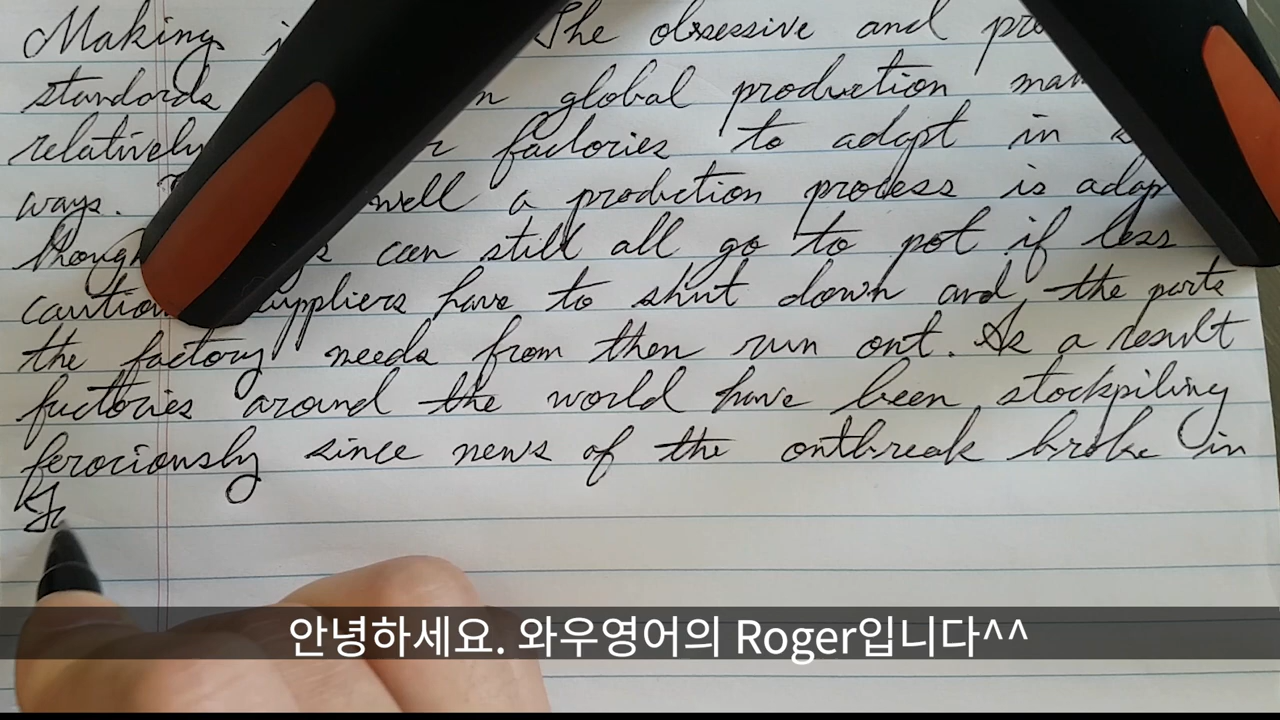 Making The obsessive and
standards global production
relatively factories to adapt in
ways. well a production process is
can still all go to pot if less
suppliers have to shut down and the parts
the factory needs from them run out. As a result
factories around the world have been stockpiling
ferociously since news of the outbreak broke in
안녕하세요. 와우영어의 Roger입니다^^